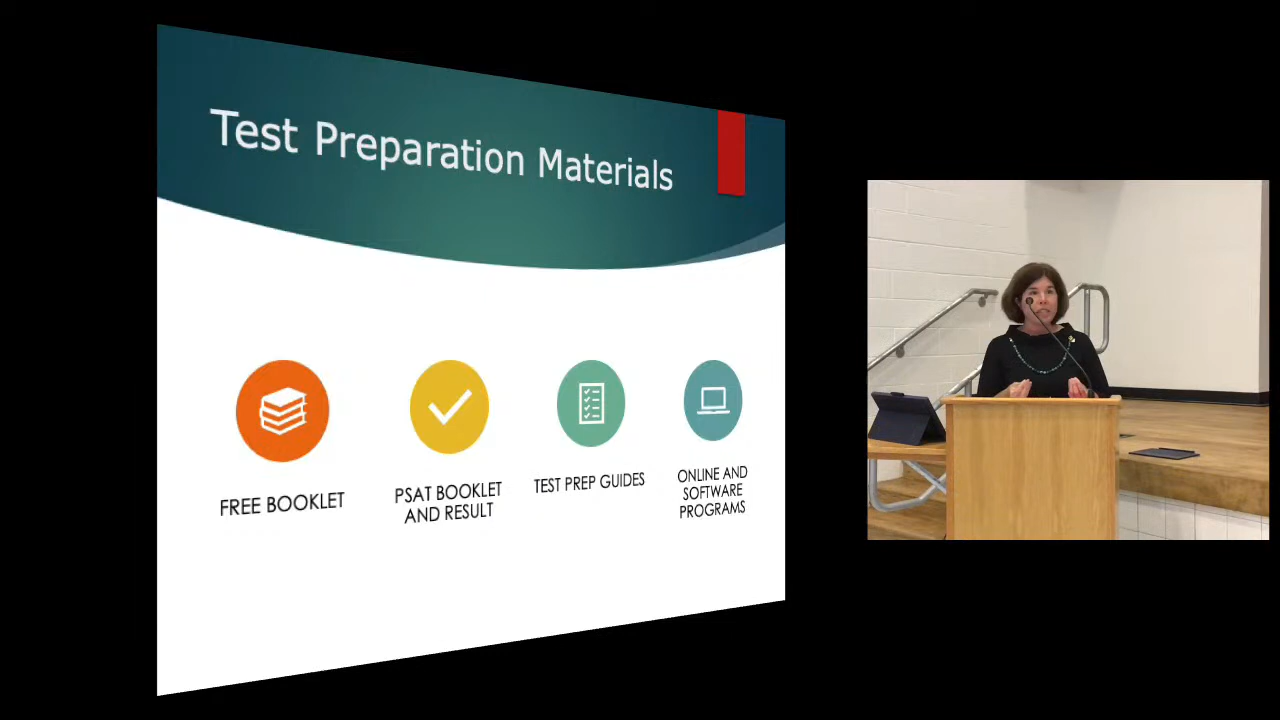 Test Preparation Materials
FREE BOOKLET
PSAT BOOKLET
AND RESULT
TEST PREP GUIDES
ONLINE AND
SOFTWARE
PROGRAMS